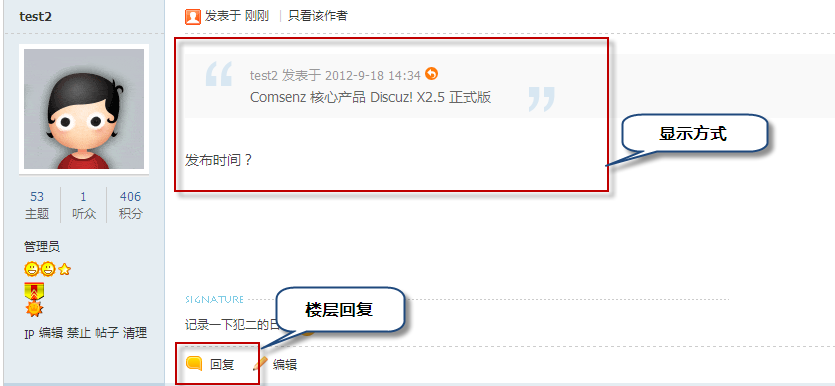 test2
发表于 刚刚 | 只看该作者
test2 发表于 2012-9-18 14:34
Comsenz 核心产品 Discuz! X2.5 正式版
显示方式
发布时间？
53 1 406
主题 听众 积分
管理员
SIGNATURE
楼层回复
记录一下犯二的日
IP 编辑 禁止 帖子 清理
回复 编辑